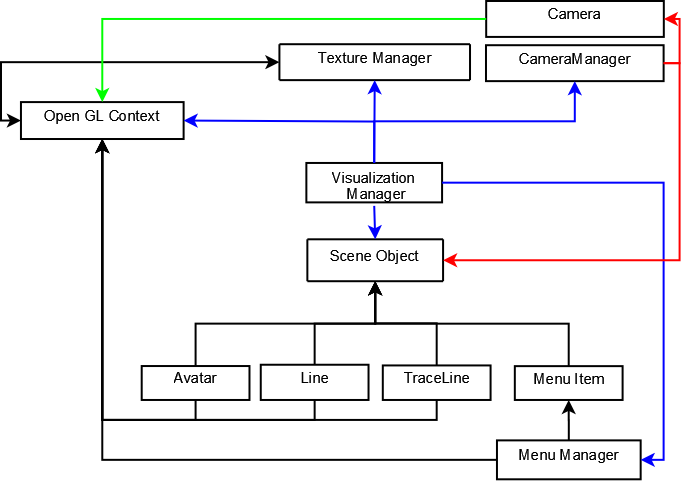 Camera
Texture Manager
CameraManager
Open GL Context
Visualization
Manager
Scene Object
Avatar
Line
TraceLine
Menu Item
Menu Manager